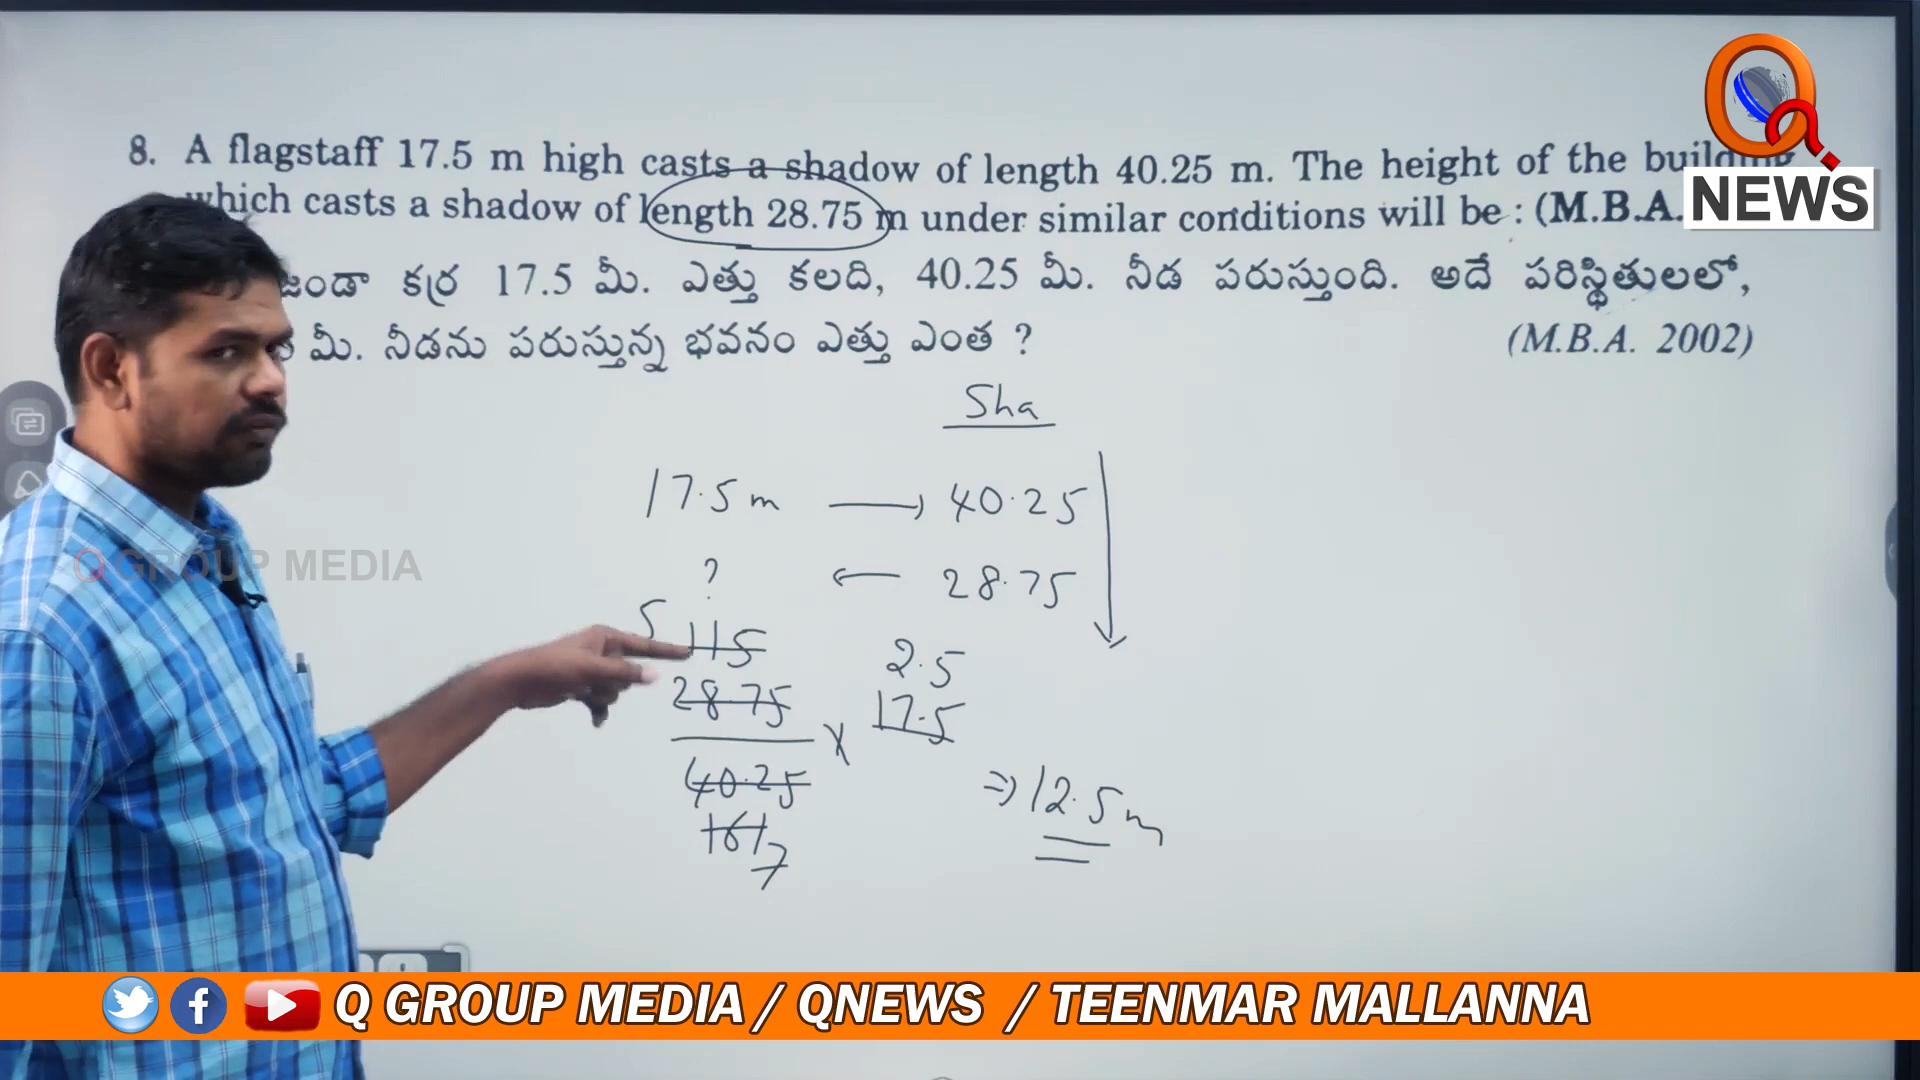 8. A flagstaff 17.5 m high casts a shadow of length 40.25 m. The height of the building
which casts a shadow of length 28.75 m under similar conditions will be : (M.B.A.
జెండా కర్ర 17.5 మీ. ఎత్తు కలది, 40.25 మీ. నీడ పరుస్తుంది. అదే పరిస్థితులలో,
మీ. నీడను పరుస్తున్న భవనం ఎత్తు ఎంత ? (M.B.A. 2002)
Q
NEWS
Sha
17.5 m → 40.25
? ← 28.75
5
115 2.5
28.75 × 17.5
40.25 ⇒ 12.5 m
161
7
Q GROUP MEDIA
Q GROUP MEDIA / QNEWS / TEENMAR MALLANNA